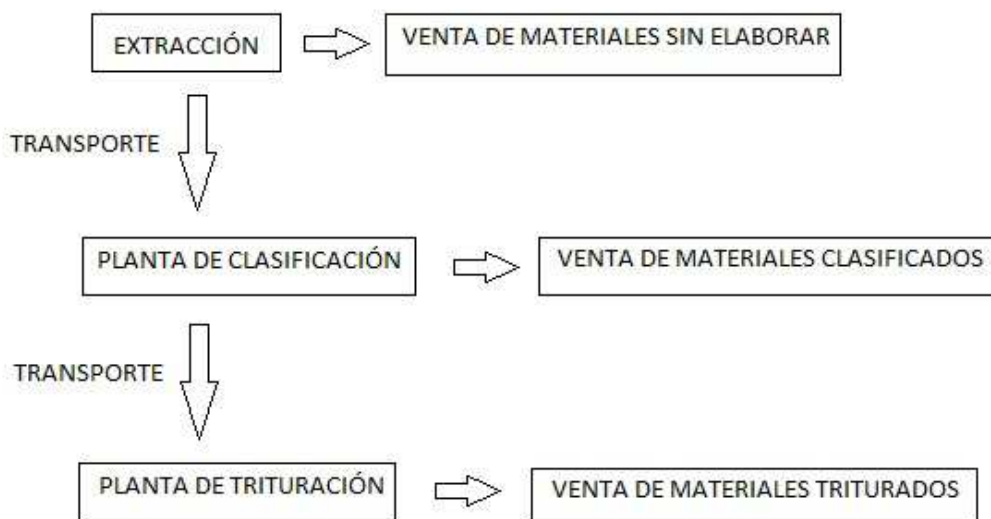 EXTRACCIÓN
VENTA DE MATERIALES SIN ELABORAR
TRANSPORTE
PLANTA DE CLASIFICACIÓN
VENTA DE MATERIALES CLASIFICADOS
TRANSPORTE
PLANTA DE TRITURACIÓN
VENTA DE MATERIALES TRITURADOS